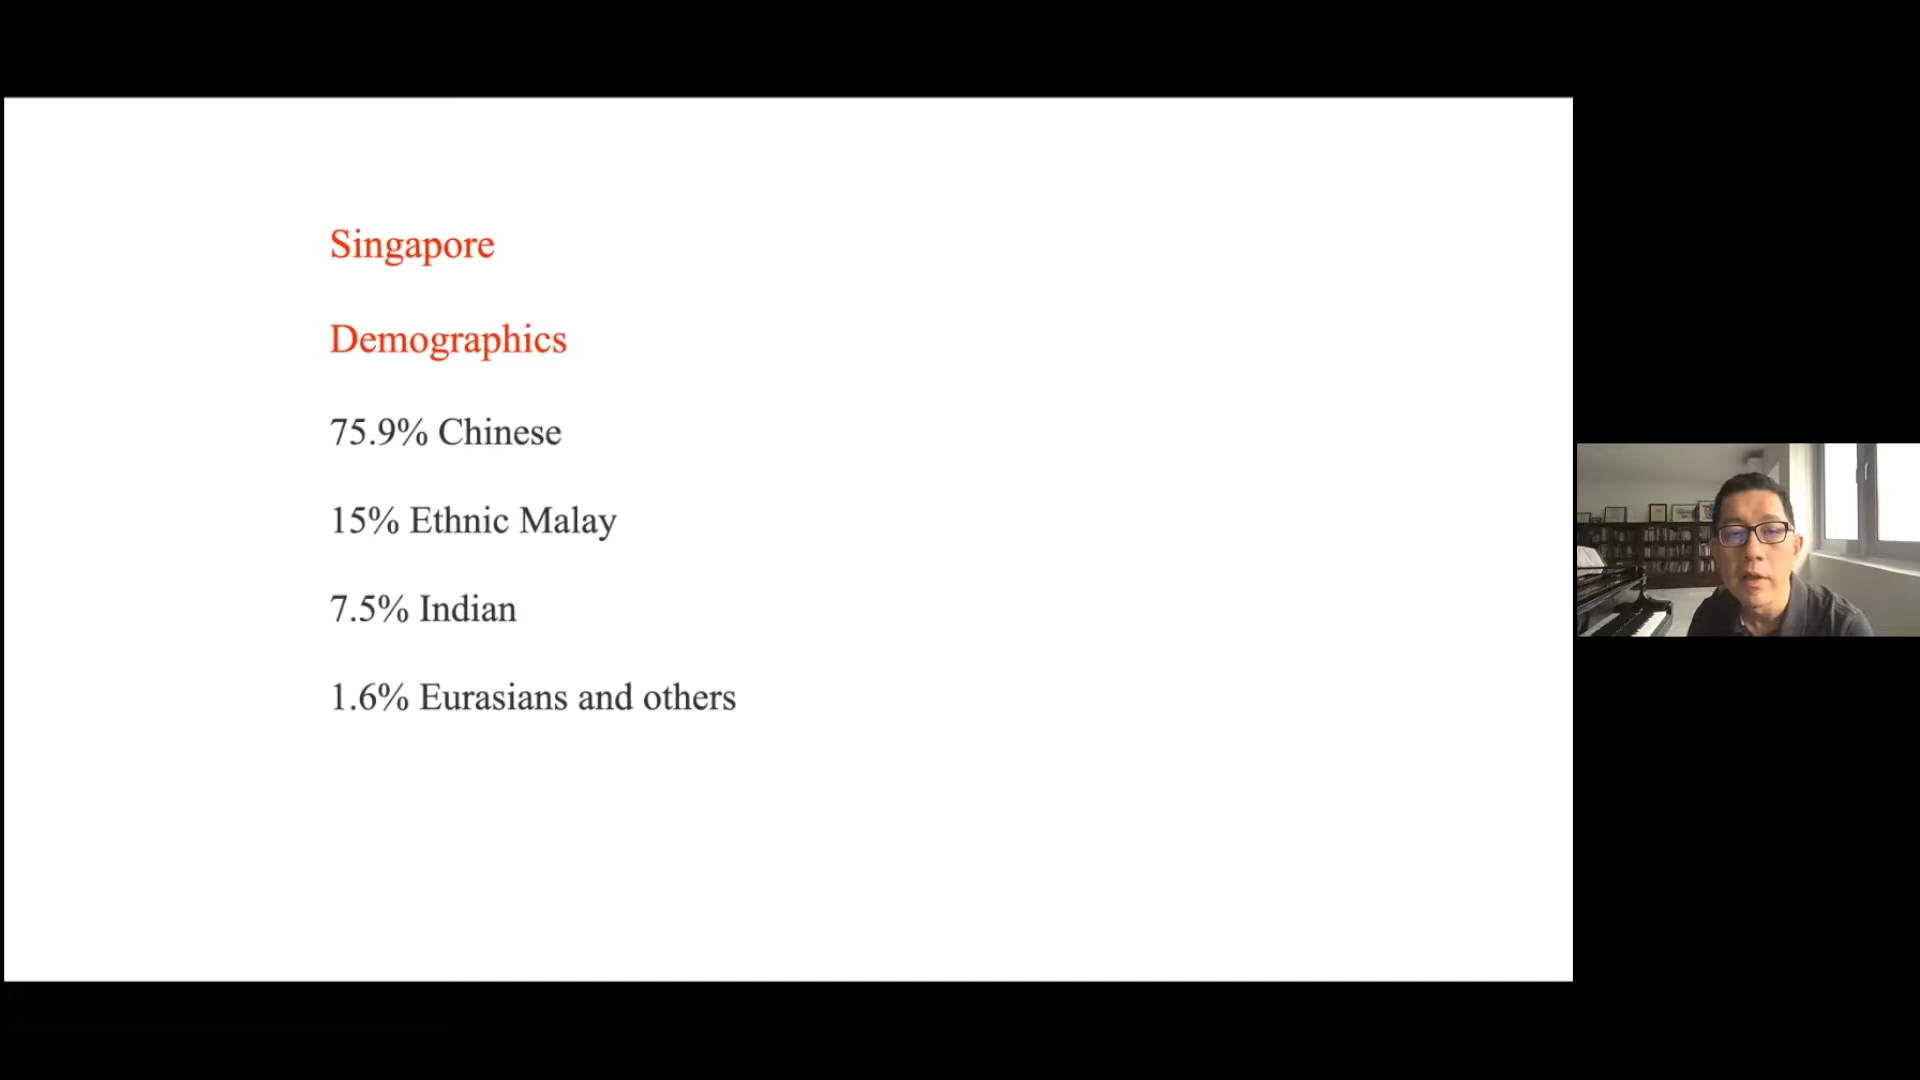 Singapore
Demographics
75.9% Chinese
15% Ethnic Malay
7.5% Indian
1.6% Eurasians and others